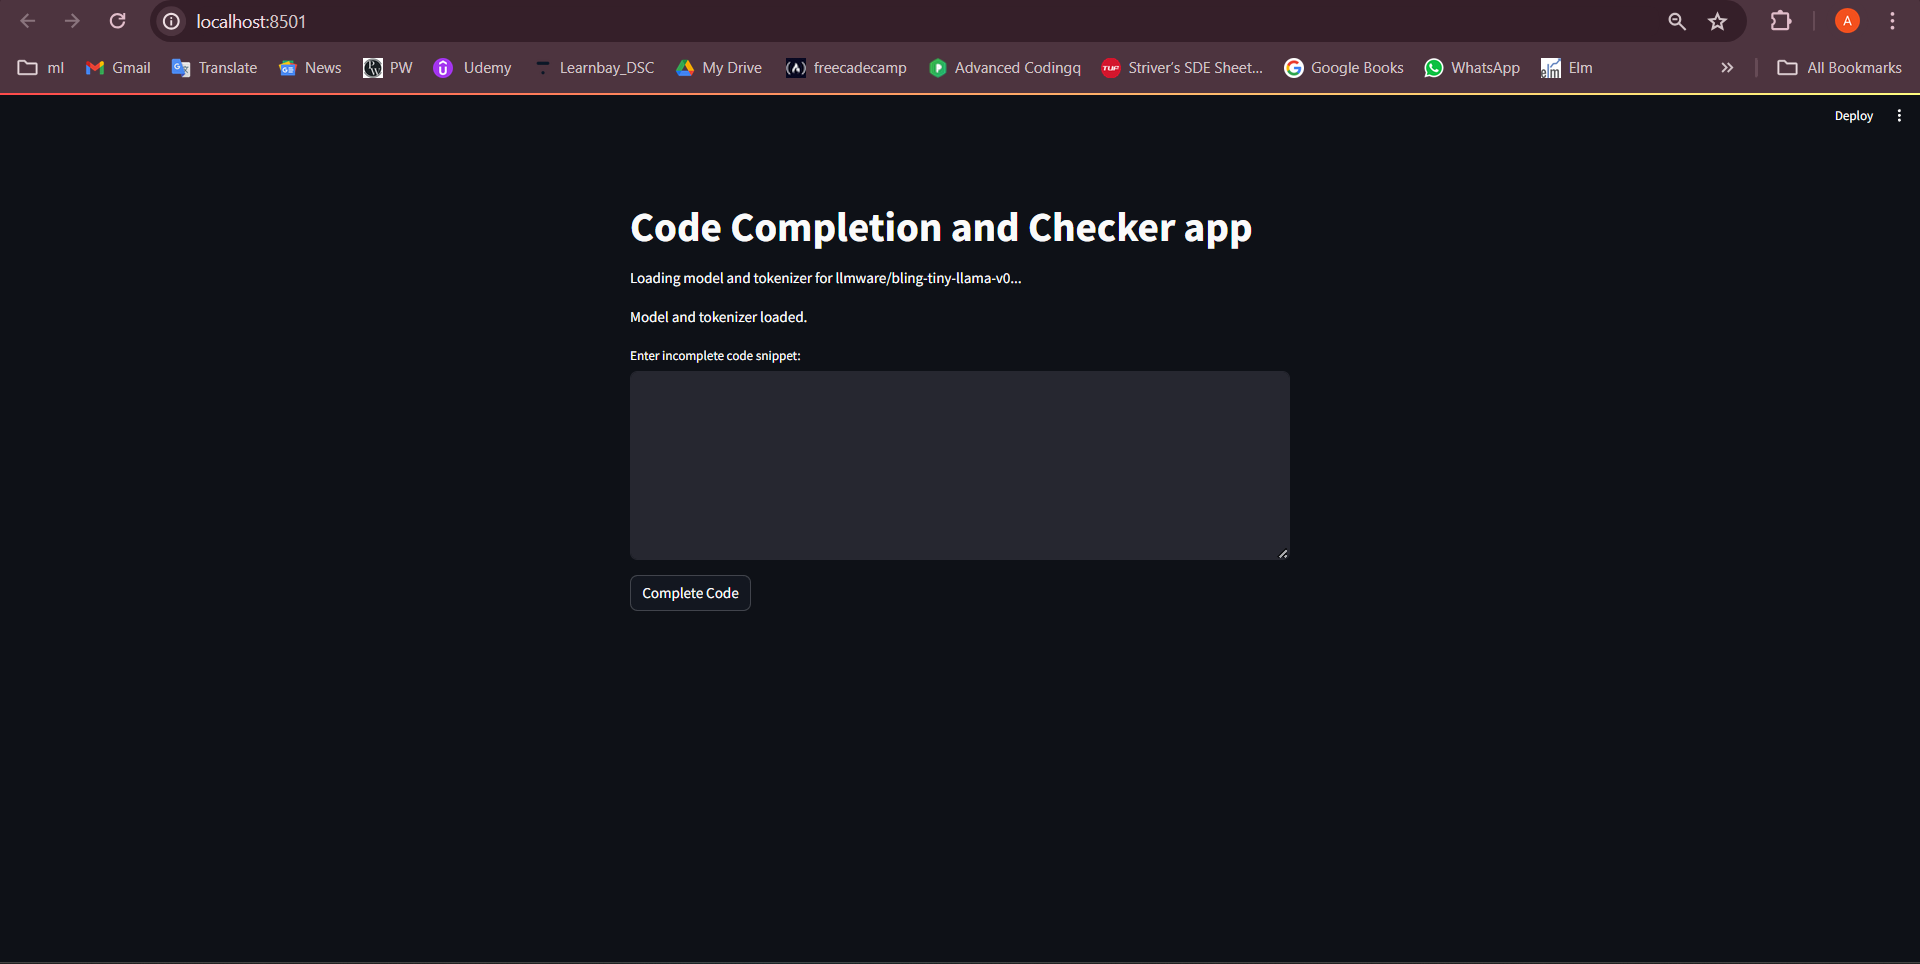 localhost:8501
A
ml Gmail Translate News PW Udemy Learnbay_DSC My Drive freecadecamp Advanced Codingq Striver's SDE Sheet... Google Books WhatsApp Elm All Bookmarks
Deploy
Code Completion and Checker app
Loading model and tokenizer for llmware/bling-tiny-llama-v0...
Model and tokenizer loaded.
Enter incomplete code snippet:
Complete Code